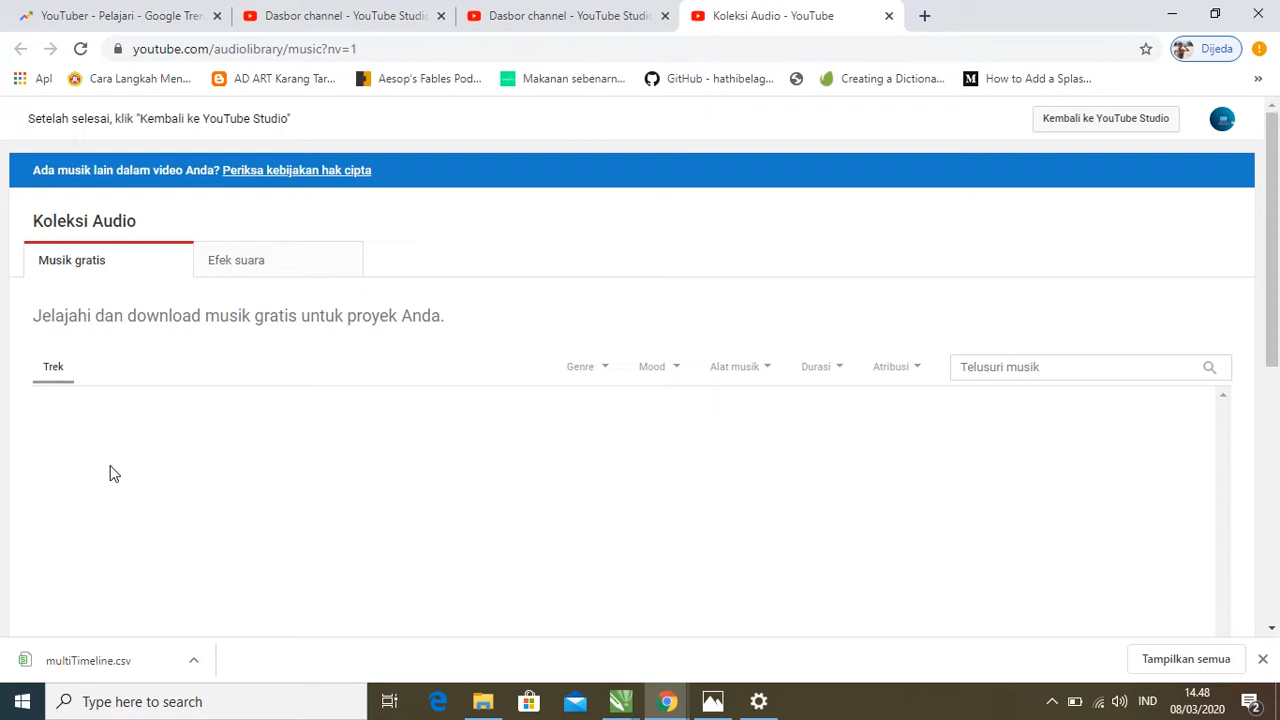 YouTuber - Pelajari - Google Tren
Dasbor channel - YouTube Studi
Dasbor channel - YouTube Studi
Koleksi Audio - YouTube
youtube.com/audiolibrary/music?nv=1
Dijeda
Apl
Cara Langkah Men...
AD ART Karang Tar...
Aesop's Fables Pod...
Makanan sebenarn...
GitHub - hathibelag...
Creating a Dictiona...
How to Add a Splas...
Setelah selesai, klik "Kembali ke YouTube Studio"
Kembali ke YouTube Studio
Ada musik lain dalam video Anda? Periksa kebijakan hak cipta
Koleksi Audio
Musik gratis
Efek suara
Jelajahi dan download musik gratis untuk proyek Anda.
Trek
Genre
Mood
Alat musik
Durasi
Atribusi
Telusuri musik
multiTimeline.csv
Tampilkan semua
Type here to search
IND
14.48
08/03/2020
2